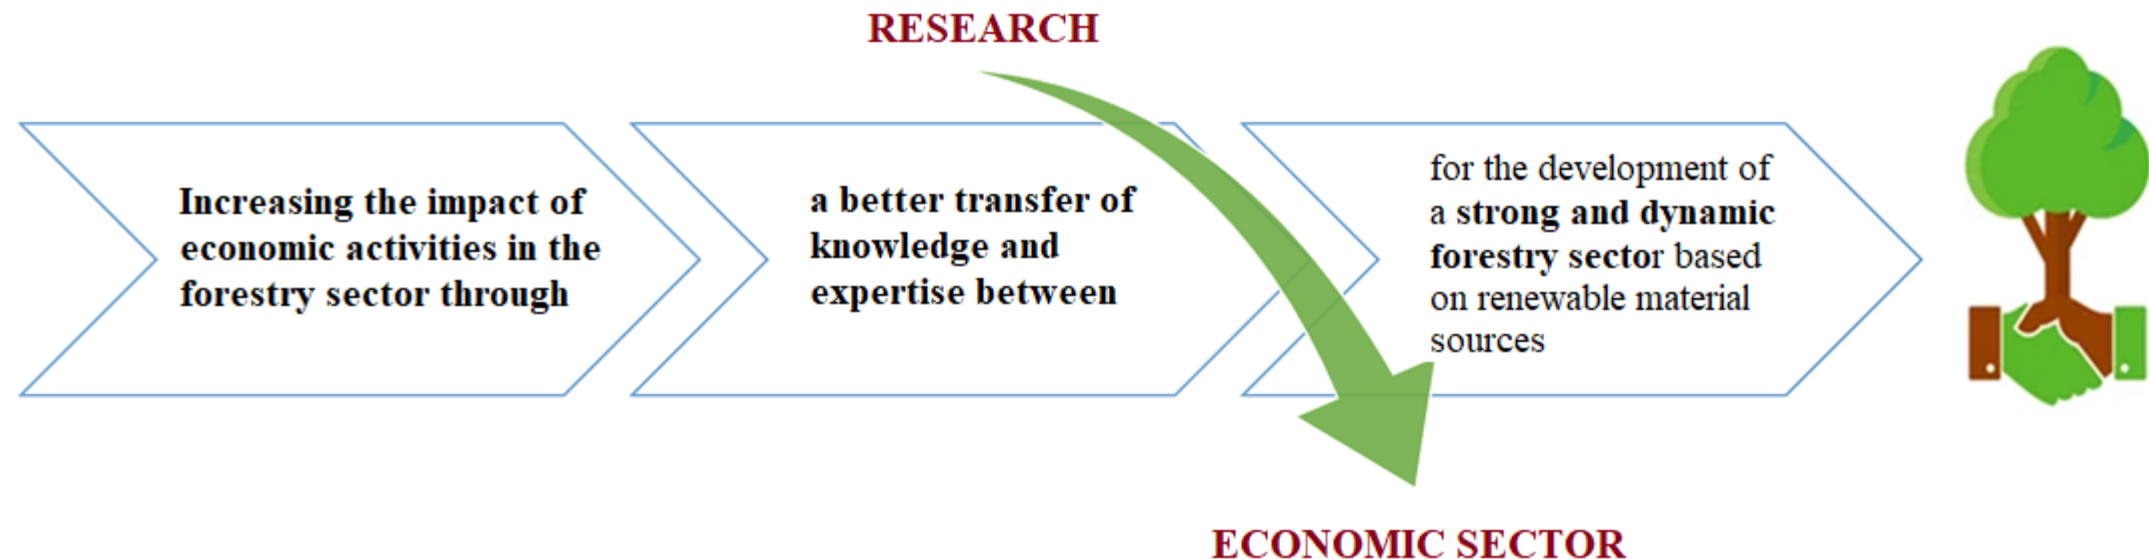 RESEARCH
Increasing the impact of
economic activities in the
forestry sector through
a better transfer of
knowledge and
expertise between
for the development of
a strong and dynamic
forestry sector based
on renewable material
sources
ECONOMIC SECTOR